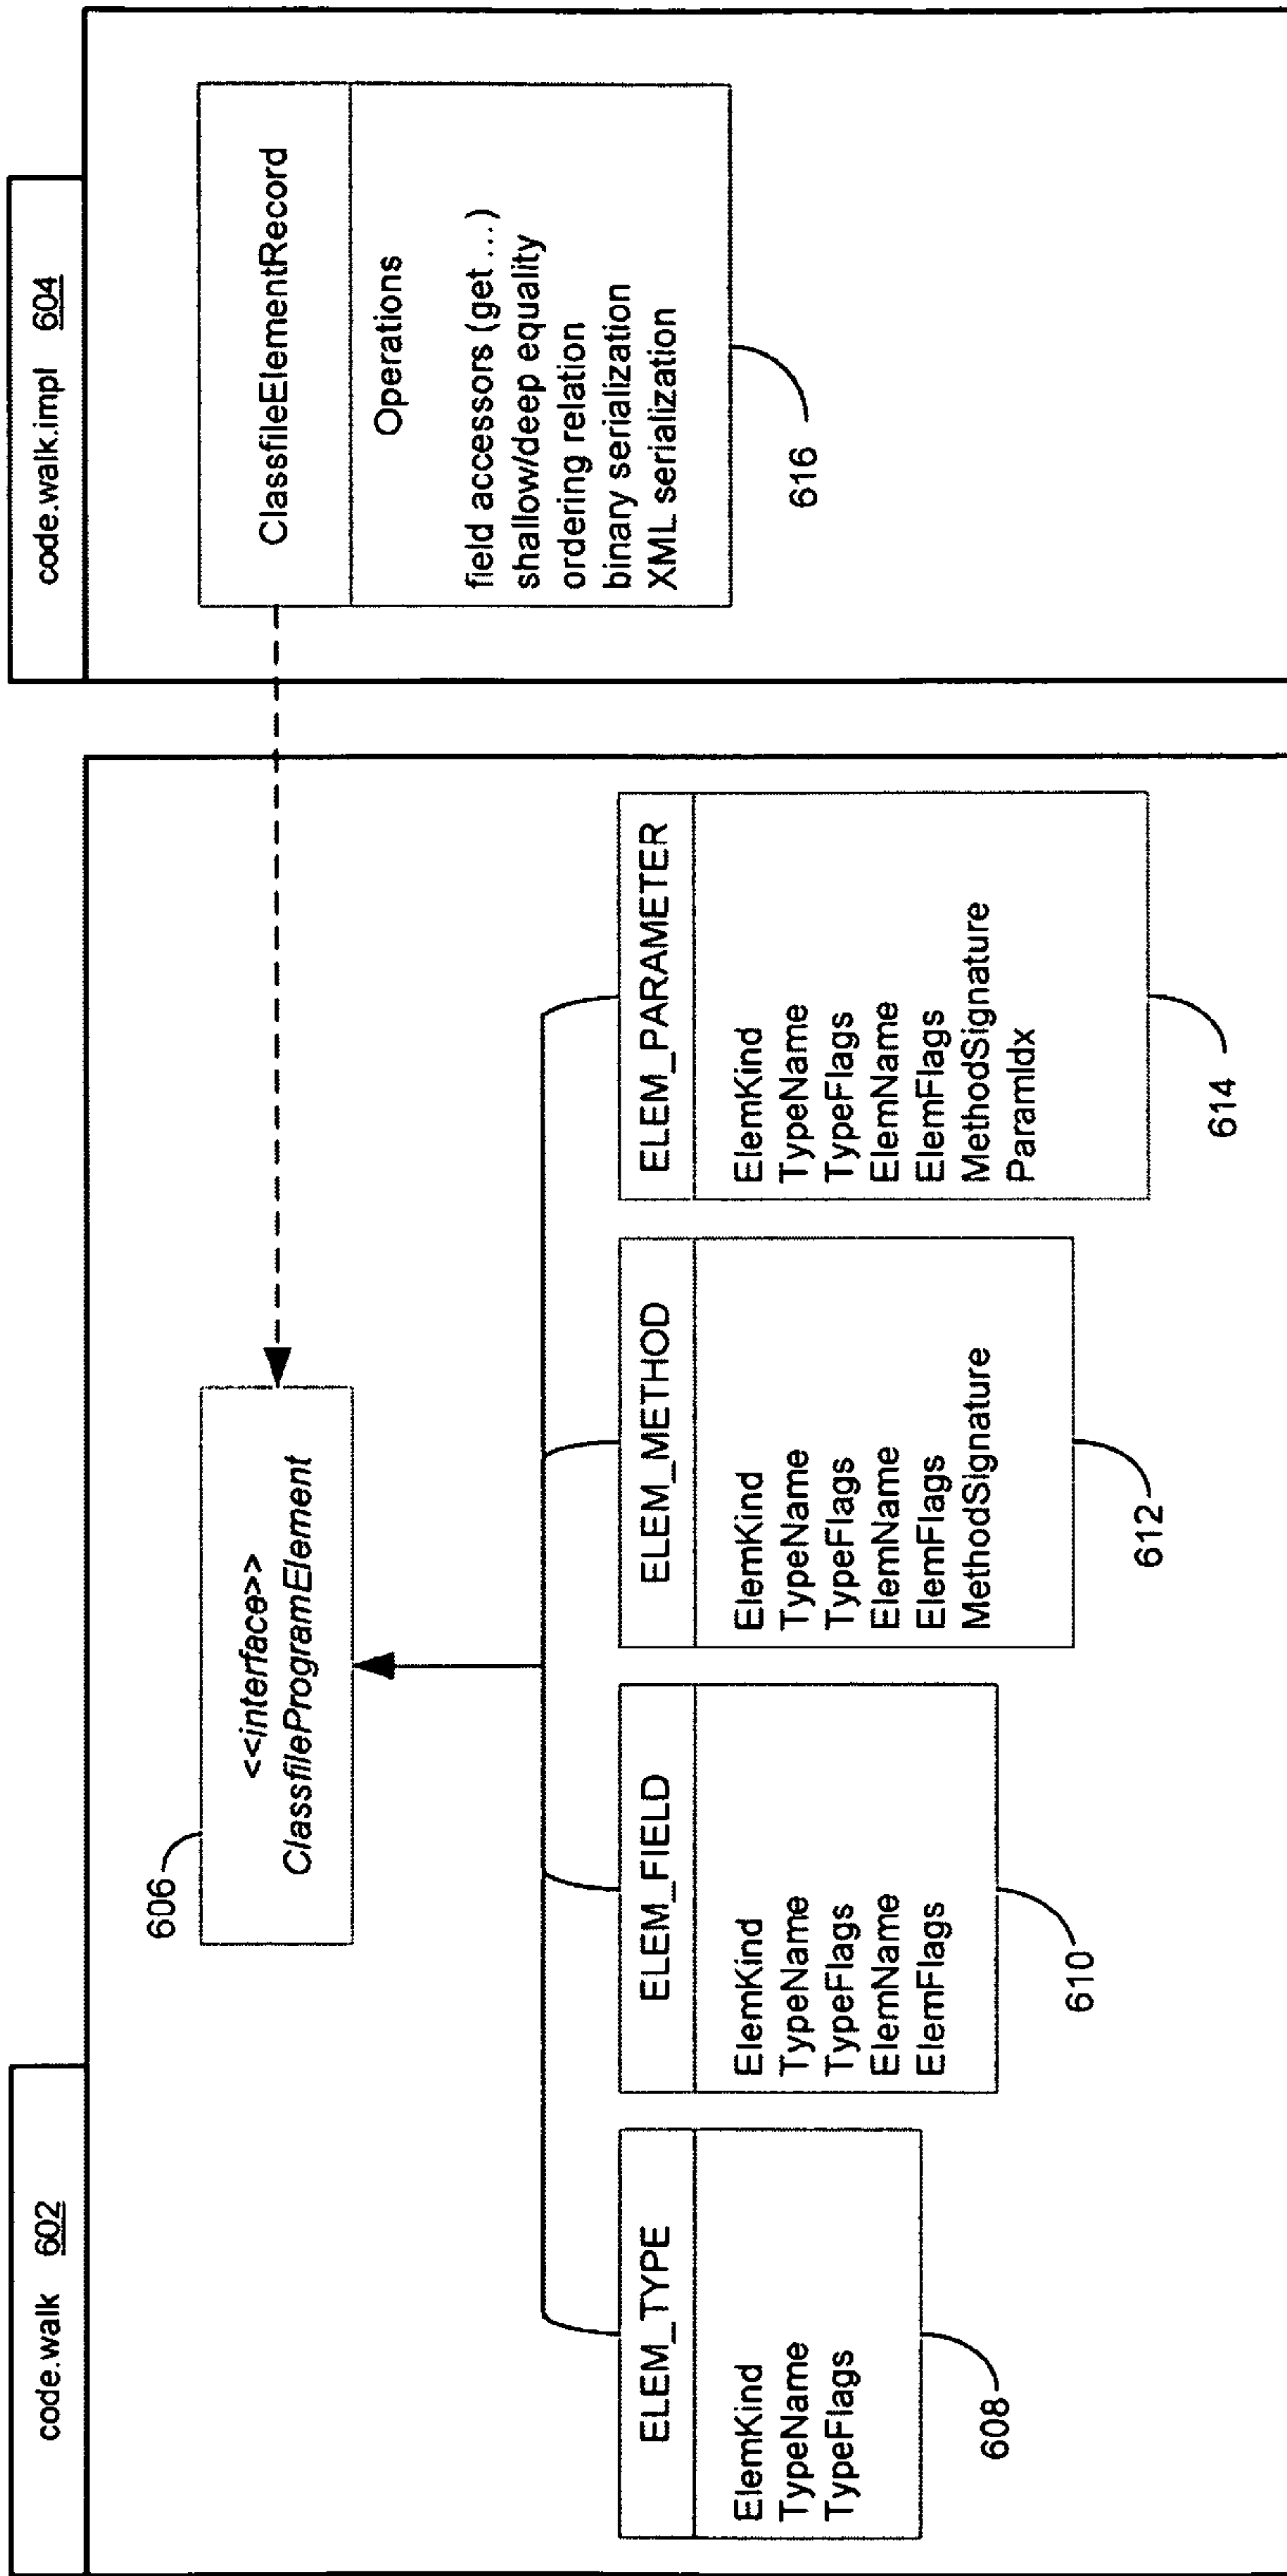 code.walk 602
606
<<interface>>
ClassfileProgramElement
ELEM_TYPE
ElemKind
TypeName
TypeFlags
608
ELEM_FIELD
ElemKind
TypeName
TypeFlags
ElemName
ElemFlags
610
ELEM_METHOD
ElemKind
TypeName
TypeFlags
ElemName
ElemFlags
MethodSignature
612
ELEM_PARAMETER
ElemKind
TypeName
TypeFlags
ElemName
ElemFlags
MethodSignature
ParamIdx
614
code.walk.impl 604
ClassfileElementRecord
Operations
field accessors (get ...)
shallow/deep equality
ordering relation
binary serialization
XML serialization
616